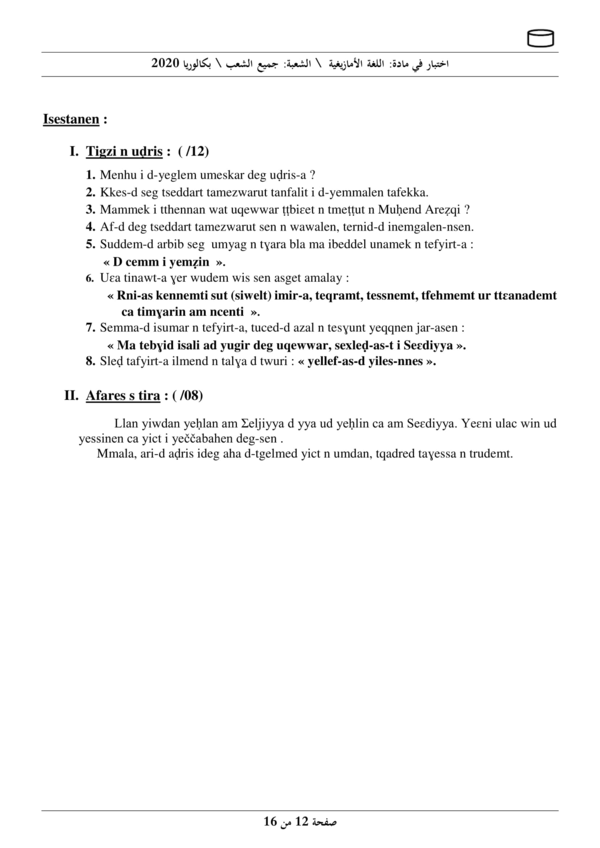 اختبار في مادة: اللغة الأمازيغية \ الشعبة: جميع الشعب \ بكالوريا 2020
Isestanen :
I. Tigzi n uḍris : ( /12)
1. Menhu i d-yeglem umeskar deg uḍris-a ?
2. Kkes-d seg tseddart tamezwarut tanfalit i d-yemmalen tafekka.
3. Mammek i tthennan wat uqewwar ṭṭbiɛet n tmeṭṭut n Muḥend Areẓqi ?
4. Af-d deg tseddart tamezwarut sen n wawalen, ternid-d inemgalen-nsen.
5. Suddem-d arbib seg umyag n tɣara bla ma ibeddel unamek n tefyirt-a :
« D cemm i yemẓin ».
6. Uɛa tinawt-a ɣer wudem wis sen asget amalay :
« Rni-as kennemti sut (siwelt) imir-a, teqramt, tessnemt, tfehmemt ur ttɛanademt
ca timɣarin am ncenti ».
7. Semma-d isumar n tefyirt-a, tuced-d azal n tesɣunt yeqqnen jar-asen :
« Ma tebɣid isali ad yugir deg uqewwar, sexleḍ-as-t i Seɛdiyya ».
8. Sleḍ tafyirt-a ilmend n talɣa d twuri : « yellef-as-d yiles-nnes ».
II. Afares s tira : ( /08)
Llan yiwdan yeḥlan am Ʃeljiyya d yya ud yeḥlin ca am Seɛdiyya. Yeɛni ulac win ud
yessinen ca yict i yeččabahen deg-sen .
Mmala, ari-d aḍris ideg aha d-tgelmed yict n umdan, tqadred taɣessa n trudemt.
صفحة 12 من 16